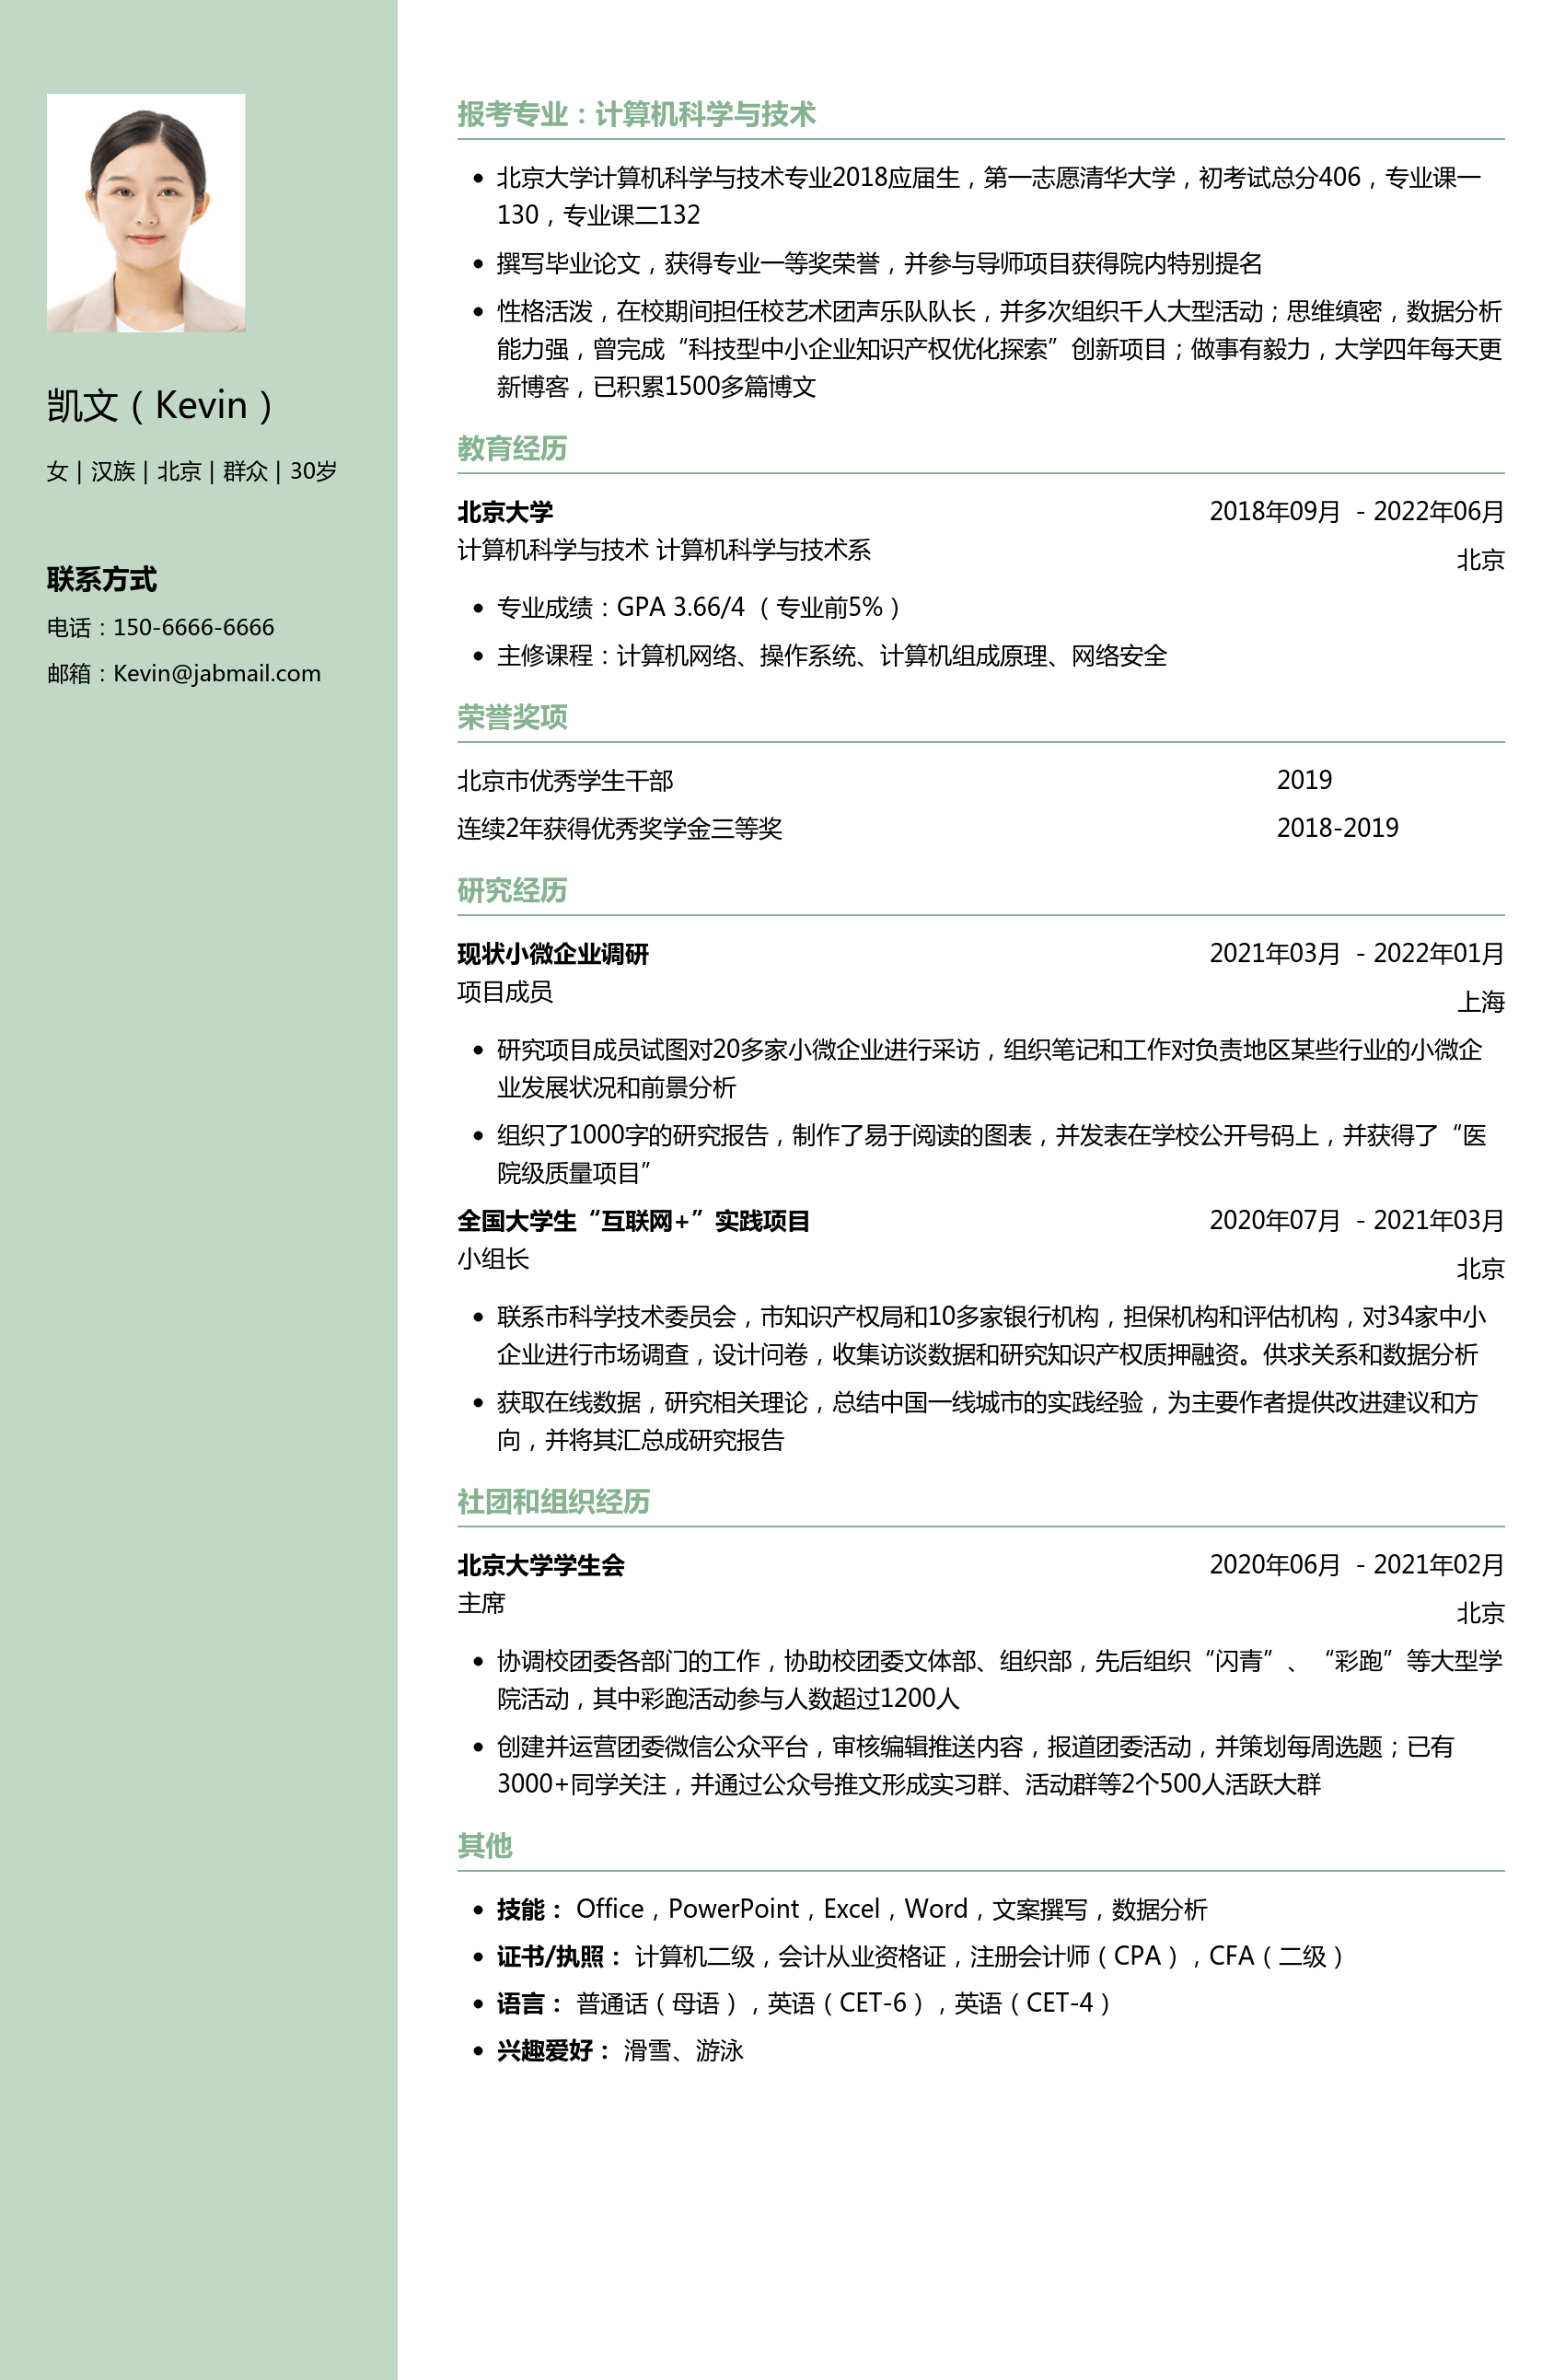 凯文（Kevin）
女 | 汉族 | 北京 | 群众 | 30岁
联系方式
电话：150-6666-6666
邮箱：Kevin@jabmail.com
报考专业：计算机科学与技术
北京大学计算机科学与技术专业2018应届生，第一志愿清华大学，初考试总分406，专业课一
130，专业课二132
撰写毕业论文，获得专业一等奖荣誉，并参与导师项目获得院内特别提名
性格活泼，在校期间担任校艺术团声乐队队长，并多次组织千人大型活动；思维缜密，数据分析
能力强，曾完成“科技型中小企业知识产权优化探索”创新项目；做事有毅力，大学四年每天更
新博客，已积累1500多篇博文
教育经历
北京大学 2018年09月 - 2022年06月
计算机科学与技术 计算机科学与技术系 北京
专业成绩：GPA 3.66/4 （专业前5%）
主修课程：计算机网络、操作系统、计算机组成原理、网络安全
荣誉奖项
北京市优秀学生干部 2019
连续2年获得优秀奖学金三等奖 2018-2019
研究经历
现状小微企业调研 2021年03月 - 2022年01月
项目成员 上海
研究项目成员试图对20多家小微企业进行采访，组织笔记和工作对负责地区某些行业的小微企
业发展状况和前景分析
组织了1000字的研究报告，制作了易于阅读的图表，并发表在学校公开号码上，并获得了“医
院级质量项目”
全国大学生“互联网+”实践项目 2020年07月 - 2021年03月
小组长 北京
联系市科学技术委员会，市知识产权局和10多家银行机构，担保机构和评估机构，对34家中小
企业进行市场调查，设计问卷，收集访谈数据和研究知识产权质押融资。供求关系和数据分析
获取在线数据，研究相关理论，总结中国一线城市的实践经验，为主要作者提供改进建议和方
向，并将其汇总成研究报告
社团和组织经历
北京大学学生会 2020年06月 - 2021年02月
主席 北京
协调校团委各部门的工作，协助校团委文体部、组织部，先后组织“闪青”、“彩跑”等大型学
院活动，其中彩跑活动参与人数超过1200人
创建并运营团委微信公众平台，审核编辑推送内容，报道团委活动，并策划每周选题；已有
3000+同学关注，并通过公众号推文形成实习群、活动群等2个500人活跃大群
其他
技能： Office，PowerPoint，Excel，Word，文案撰写，数据分析
证书/执照： 计算机二级，会计从业资格证，注册会计师（CPA），CFA（二级）
语言： 普通话（母语），英语（CET-6），英语（CET-4）
兴趣爱好： 滑雪、游泳